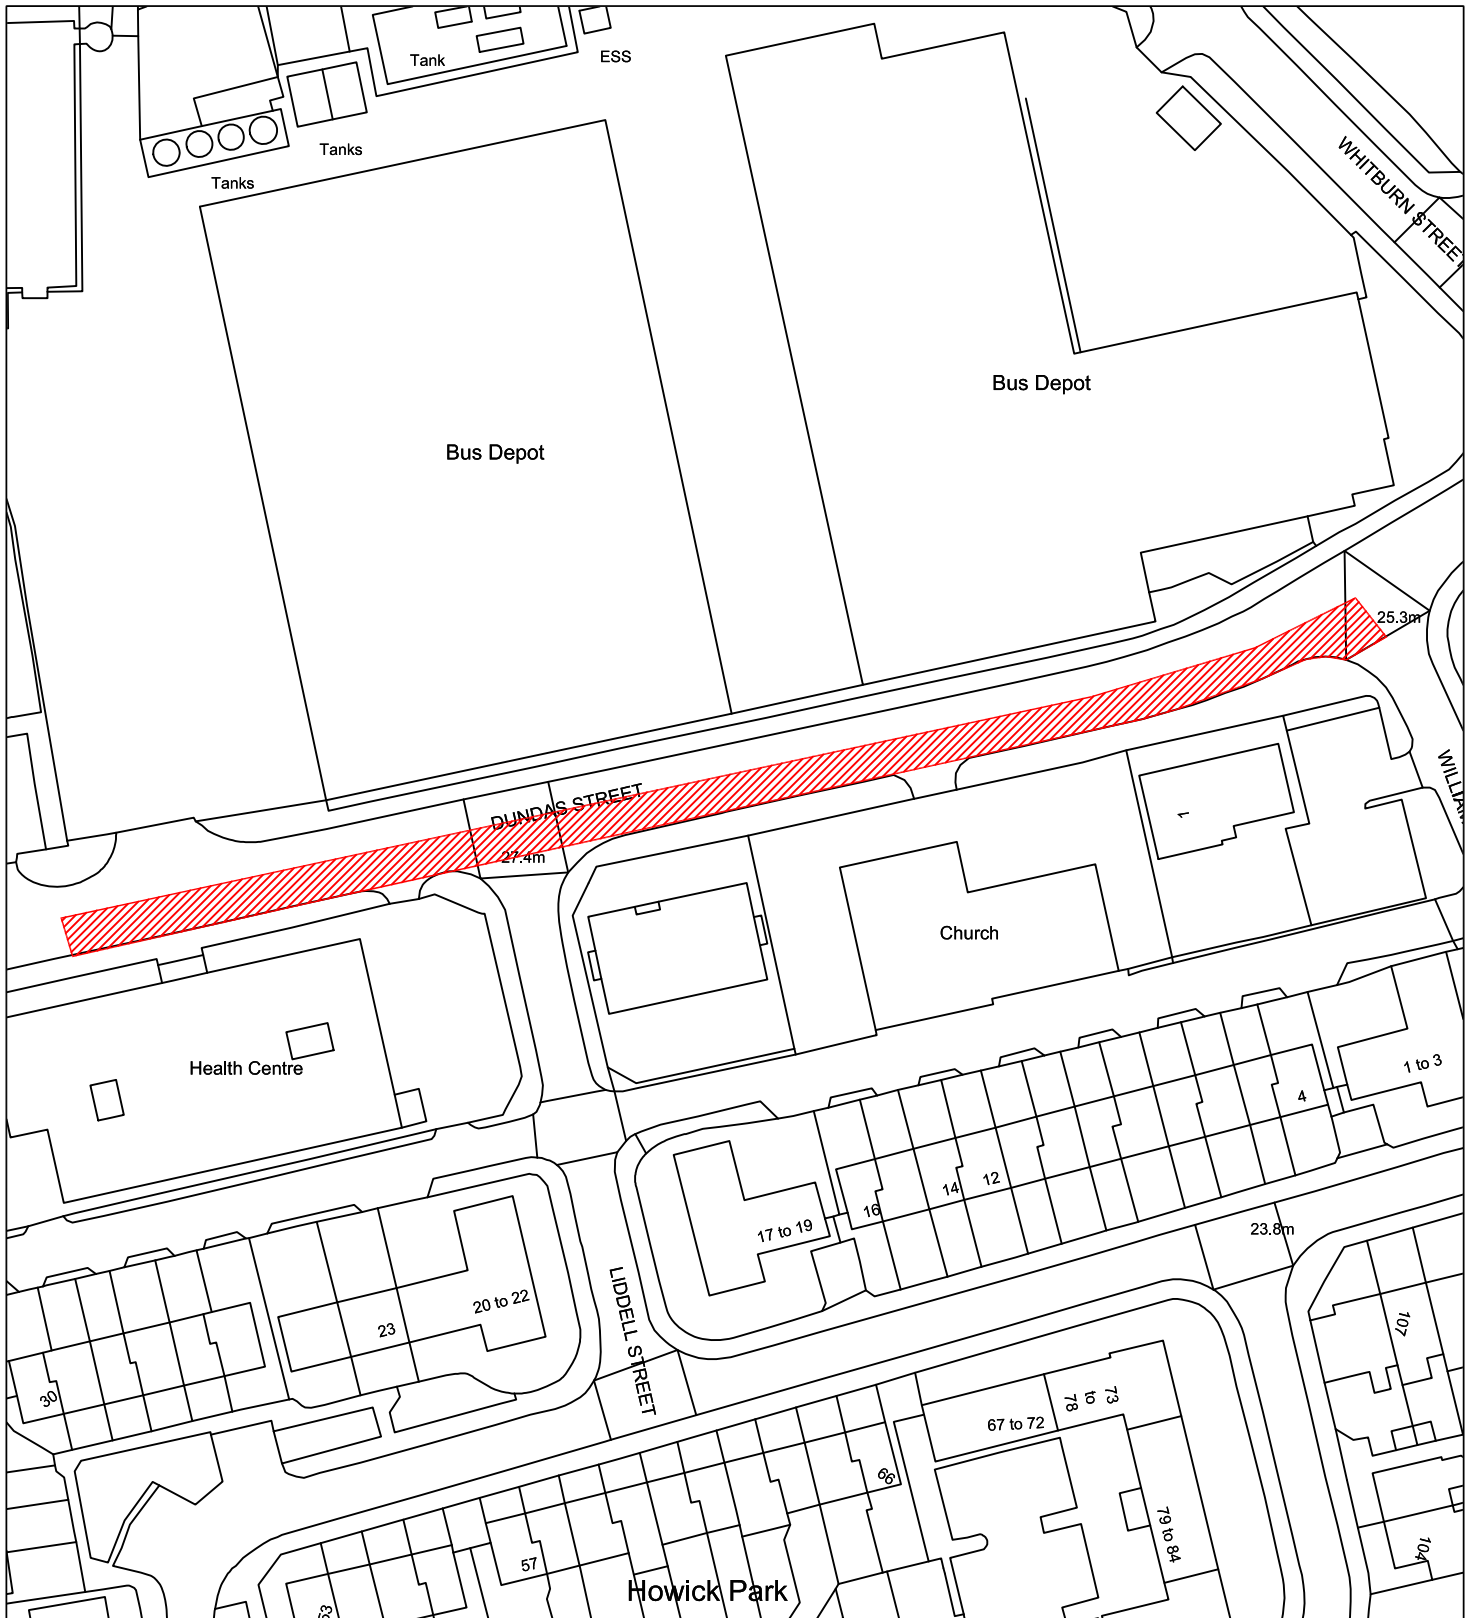 Tank
ESS
Tanks
Tanks
WHITBURN STREET
Bus Depot
Bus Depot
25.3m
DUNDAS STREET
27.4m
WILLIAM
1
Church
Health Centre
1 to 3
4
12
14
16
17 to 19
23.8m
20 to 22
23
30
LIDDELL STREET
107
73
to
78
67 to 72
66
79 to 84
104
57
Howick Park
53